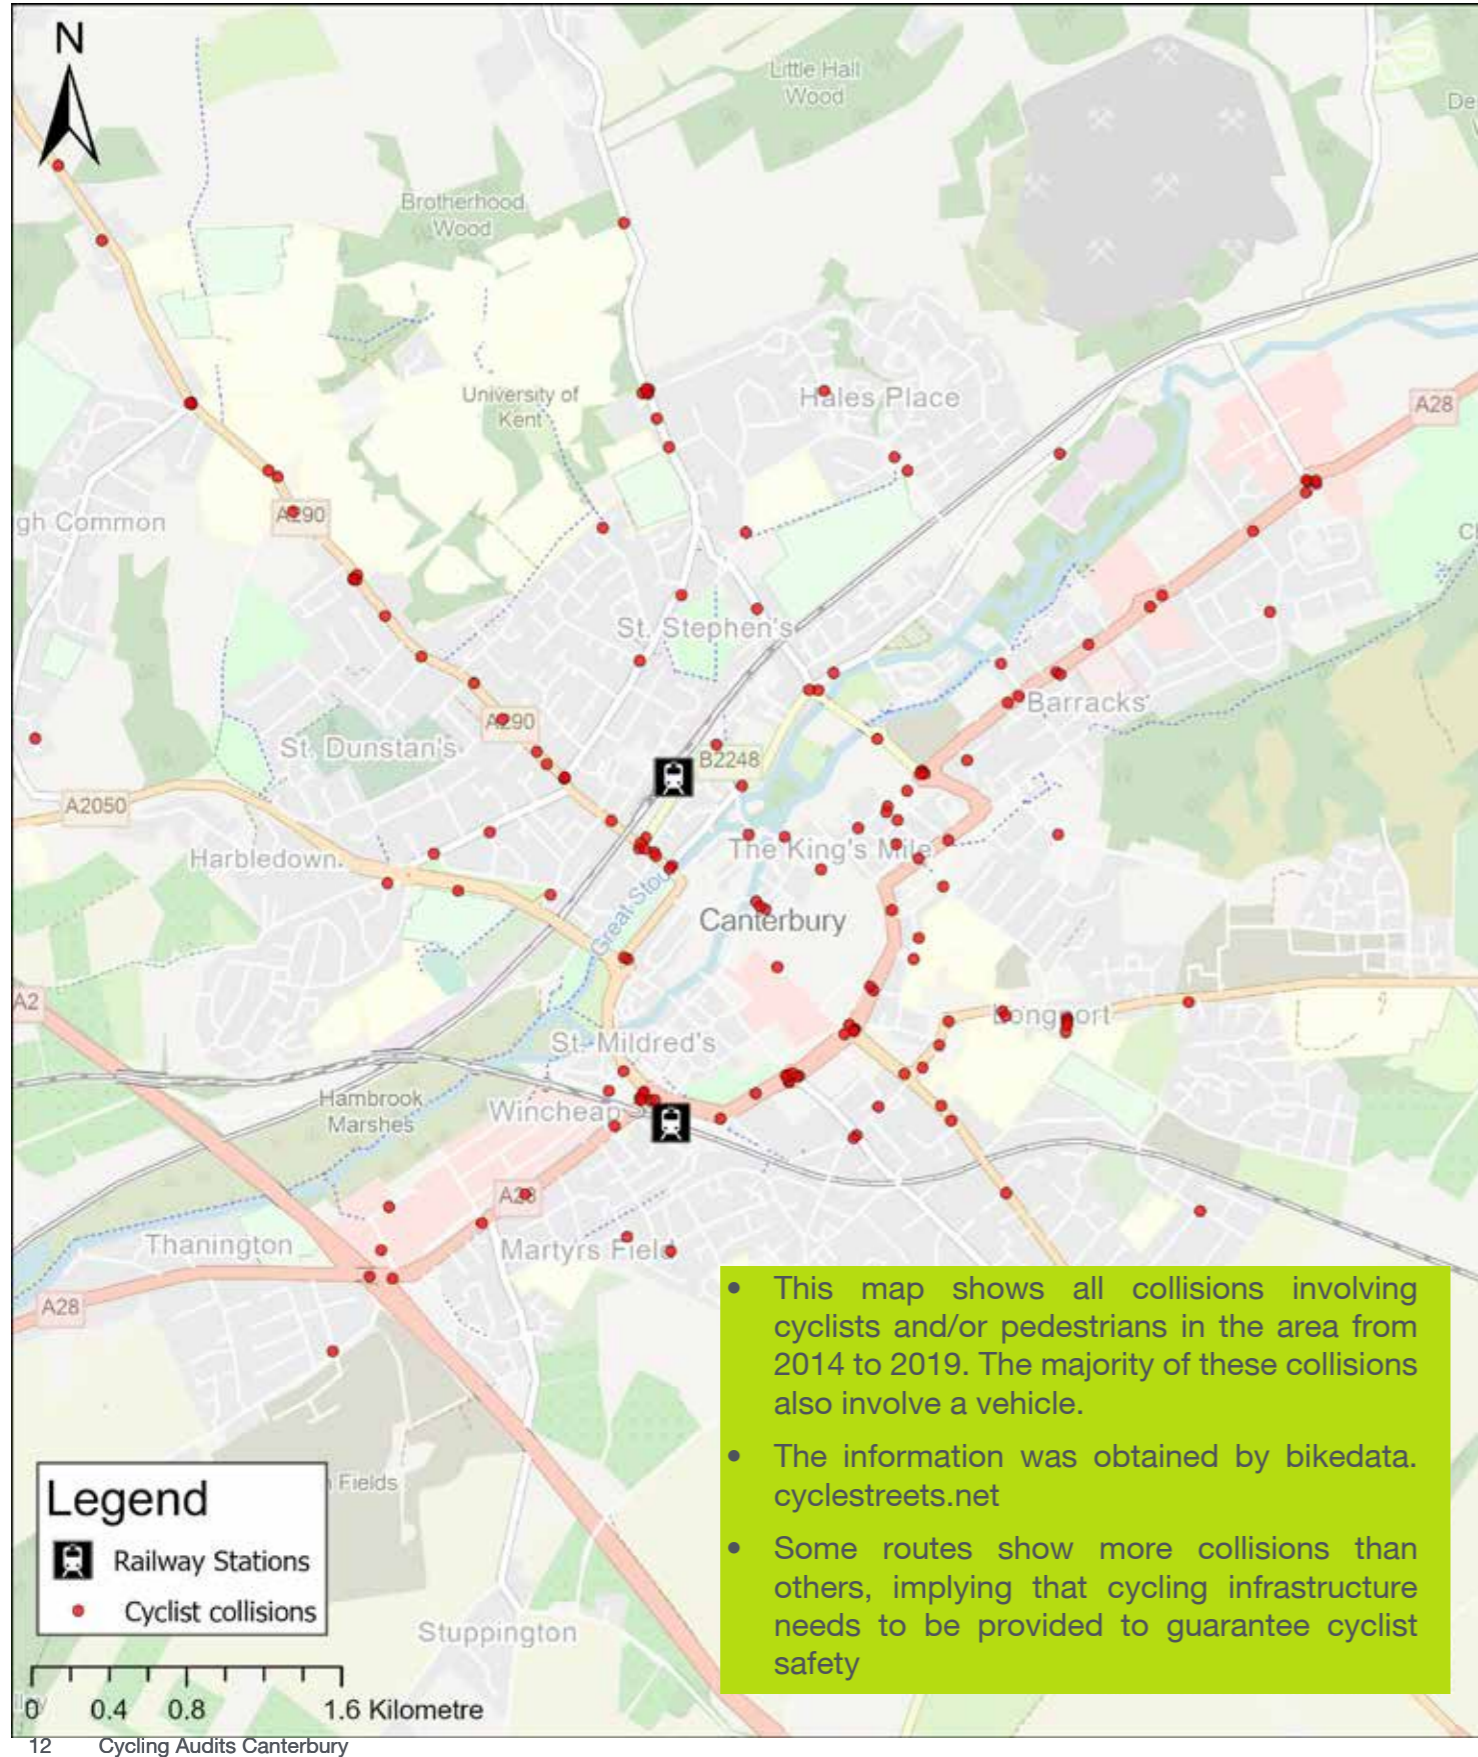 N
Little Hall
Wood
De
Brotherhood
Wood
University of
Kent
Hales Place
A28
A290
gh Common
St. Stephen's
Barracks
A290
St. Dunstan's
B2248
A2050
Harbledown
The King's Mile
Great Stour
Canterbury
A2
Longport
St. Mildred's
Hambrook
Marshes
Wincheap
A28
Thanington
Martyrs Field
A28
• This map shows all collisions involving
cyclists and/or pedestrians in the area from
2014 to 2019. The majority of these collisions
also involve a vehicle.
• The information was obtained by bikedata.
cyclestreets.net
• Some routes show more collisions than
others, implying that cycling infrastructure
needs to be provided to guarantee cyclist
safety
Fields
Legend
Railway Stations
Cyclist collisions
Stuppington
0 0.4 0.8 1.6 Kilometre
12 Cycling Audits Canterbury